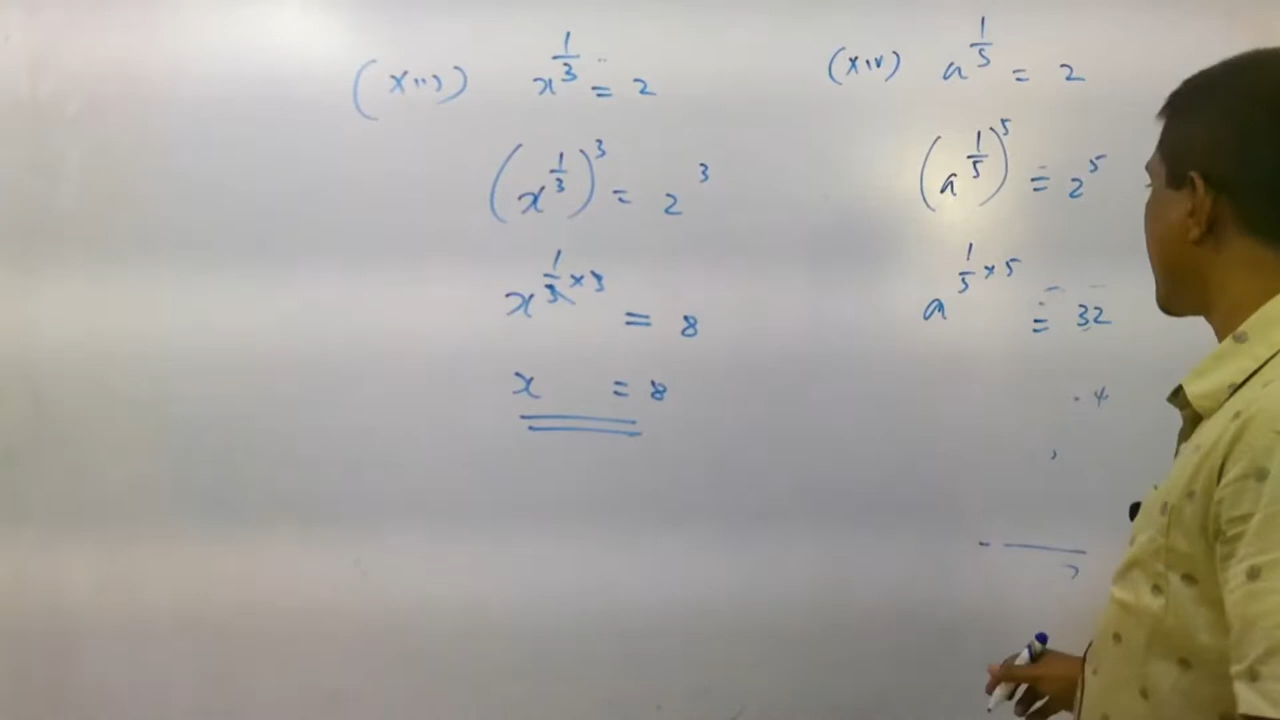 (xiii) x^{1/3} = 2
(x^{1/3})^3 = 2^3
x^{1/3 × 3} = 8
x = 8
(xiv) a^{1/5} = 2
(a^{1/5})^5 = 2^5
a^{1/5 × 5} = 32